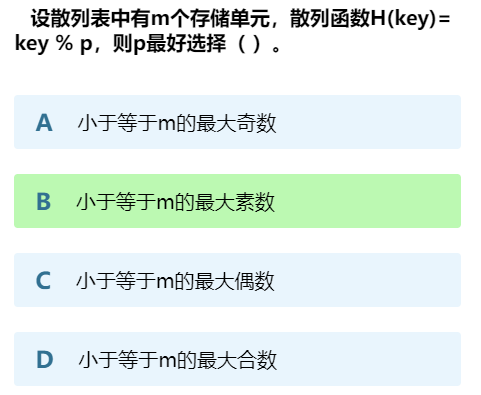 设散列表中有m个存储单元，散列函数H(key)=
key % p，则p最好选择（ ）。
A 小于等于m的最大奇数
B 小于等于m的最大素数
C 小于等于m的最大偶数
D 小于等于m的最大合数